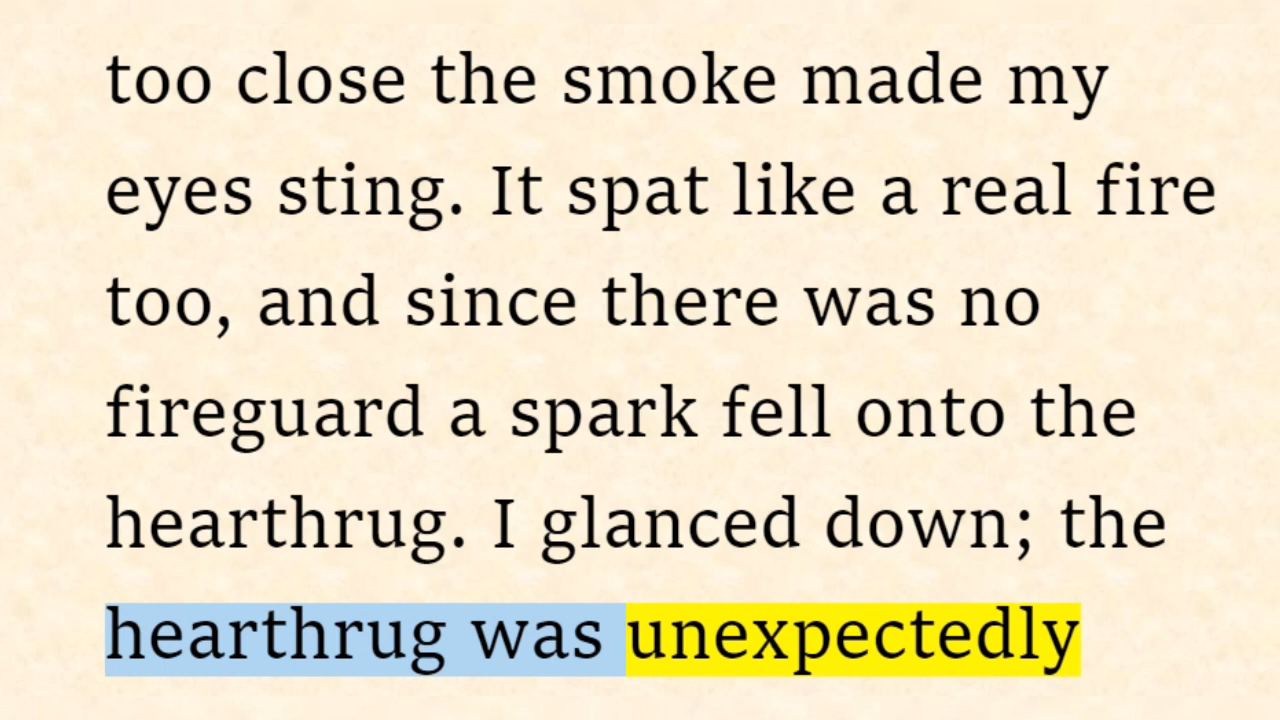 too close the smoke made my
eyes sting. It spat like a real fire
too, and since there was no
fireguard a spark fell onto the
hearthrug. I glanced down; the
hearthrug was unexpectedly